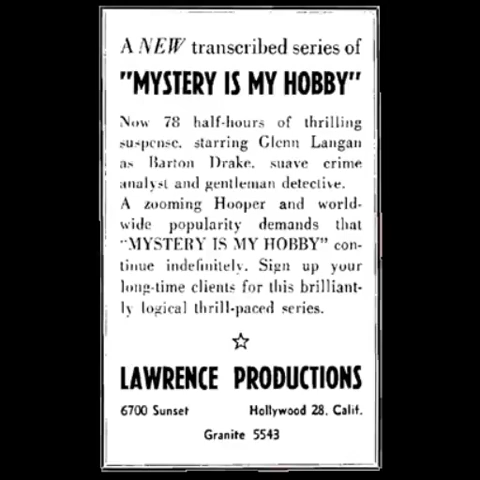 A NEW transcribed series of
"MYSTERY IS MY HOBBY"
Now 78 half-hours of thrilling
suspense, starring Glenn Langan
as Barton Drake, suave crime
analyst and gentleman detective.
A zooming Hooper and world-
wide popularity demands that
"MYSTERY IS MY HOBBY" con-
tinue indefinitely. Sign up your
long-time clients for this brilliant-
ly logical thrill-paced series.
LAWRENCE PRODUCTIONS
6700 Sunset Hollywood 28, Calif.
Granite 5543